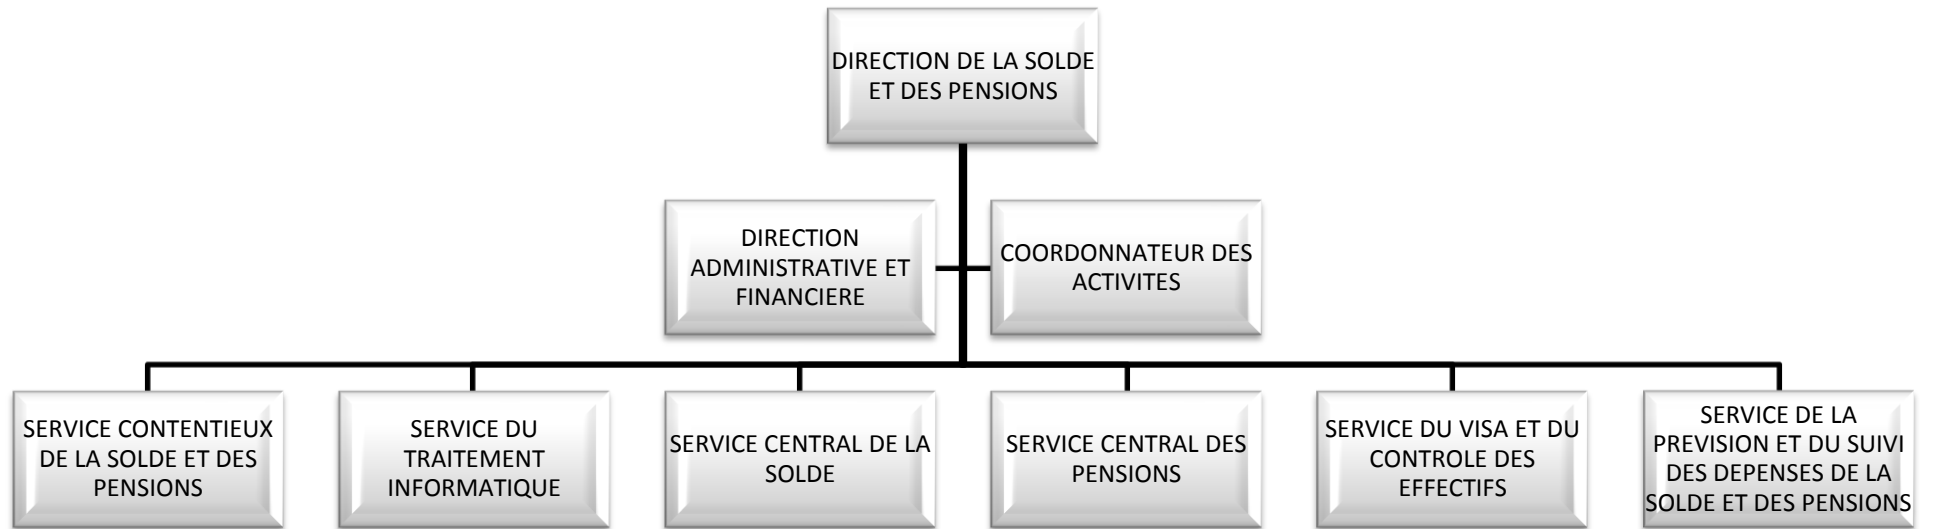 DIRECTION DE LA SOLDE
ET DES PENSIONS
DIRECTION
ADMINISTRATIVE ET
FINANCIERE
COORDONNATEUR DES
ACTIVITES
SERVICE CONTENTIEUX
DE LA SOLDE ET DES
PENSIONS
SERVICE DU
TRAITEMENT
INFORMATIQUE
SERVICE CENTRAL DE LA
SOLDE
SERVICE CENTRAL DES
PENSIONS
SERVICE DU VISA ET DU
CONTROLE DES
EFFECTIFS
SERVICE DE LA
PREVISION ET DU SUIVI
DES DEPENSES DE LA
SOLDE ET DES PENSIONS